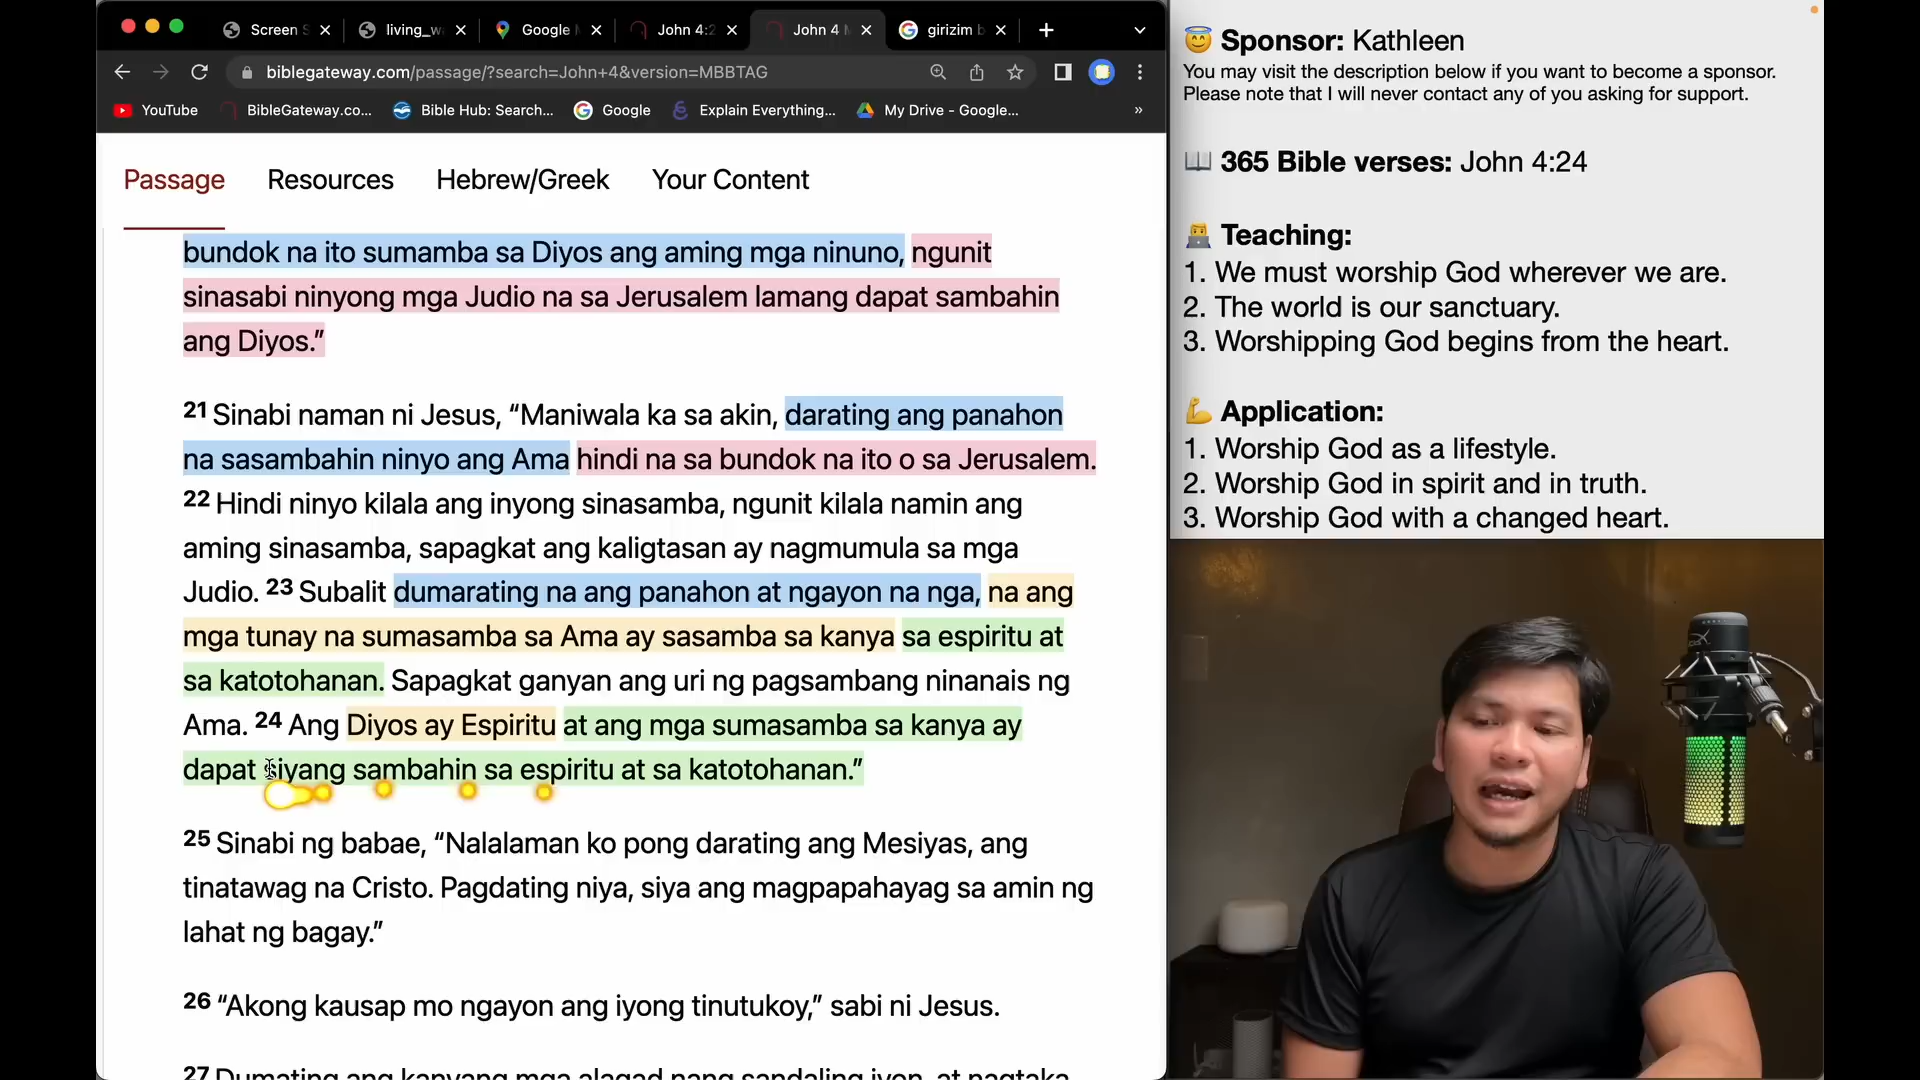 Screen S
living_w
Google M
John 4:2
John 4 M
girizim b
biblegateway.com/passage/?search=John+4&version=MBBTAG
YouTube
BibleGateway.co...
Bible Hub: Search...
Google
Explain Everything...
My Drive - Google...
»
Passage
Resources
Hebrew/Greek
Your Content
bundok na ito sumamba sa Diyos ang aming mga ninuno, ngunit
sinasabi ninyong mga Judio na sa Jerusalem lamang dapat sambahin
ang Diyos.”
21 Sinabi naman ni Jesus, “Maniwala ka sa akin, darating ang panahon
na sasambahin ninyo ang Ama hindi na sa bundok na ito o sa Jerusalem.
22 Hindi ninyo kilala ang inyong sinasamba, ngunit kilala namin ang
aming sinasamba, sapagkat ang kaligtasan ay nagmumula sa mga
Judio. 23 Subalit dumarating na ang panahon at ngayon na nga, na ang
mga tunay na sumasamba sa Ama ay sasamba sa kanya sa espiritu at
sa katotohanan. Sapagkat ganyan ang uri ng pagsambang ninanais ng
Ama. 24 Ang Diyos ay Espiritu at ang mga sumasamba sa kanya ay
dapat siyang sambahin sa espiritu at sa katotohanan.”
25 Sinabi ng babae, “Nalalaman ko pong darating ang Mesiyas, ang
tinatawag na Cristo. Pagdating niya, siya ang magpapahayag sa amin ng
lahat ng bagay.”
26 “Akong kausap mo ngayon ang iyong tinutukoy,” sabi ni Jesus.
27 Dumating ang kanyang mga alagad nang sandaling iyon, at nagtaka
😇 Sponsor: Kathleen
You may visit the description below if you want to become a sponsor.
Please note that I will never contact any of you asking for support.
📖 365 Bible verses: John 4:24
👨‍💻 Teaching:
1. We must worship God wherever we are.
2. The world is our sanctuary.
3. Worshipping God begins from the heart.
💪 Application:
1. Worship God as a lifestyle.
2. Worship God in spirit and in truth.
3. Worship God with a changed heart.